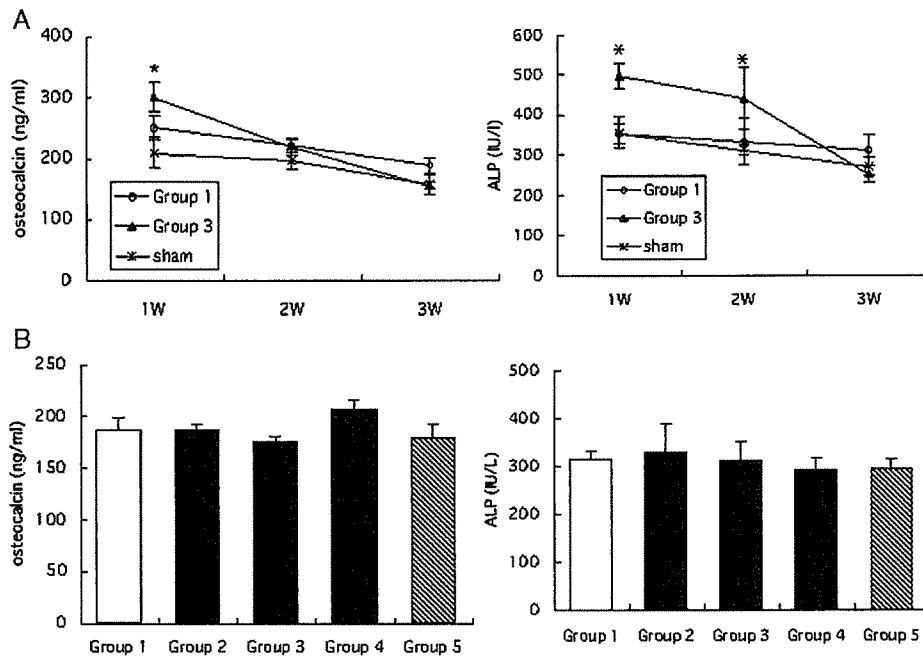 A
osteocalcin (ng/ml)
400
300
200
100
0
*
Group 1
Group 3
sham
1W
2W
3W
ALP (IU/l)
600
500
400
300
200
100
0
*
*
Group 1
Group 3
sham
1W
2W
3W
B
osteocalcin (ng/ml)
250
200
150
100
50
0
Group 1
Group 2
Group 3
Group 4
Group 5
ALP (IU/L)
500
400
300
200
100
0
Group 1
Group 2
Group 3
Group 4
Group 5